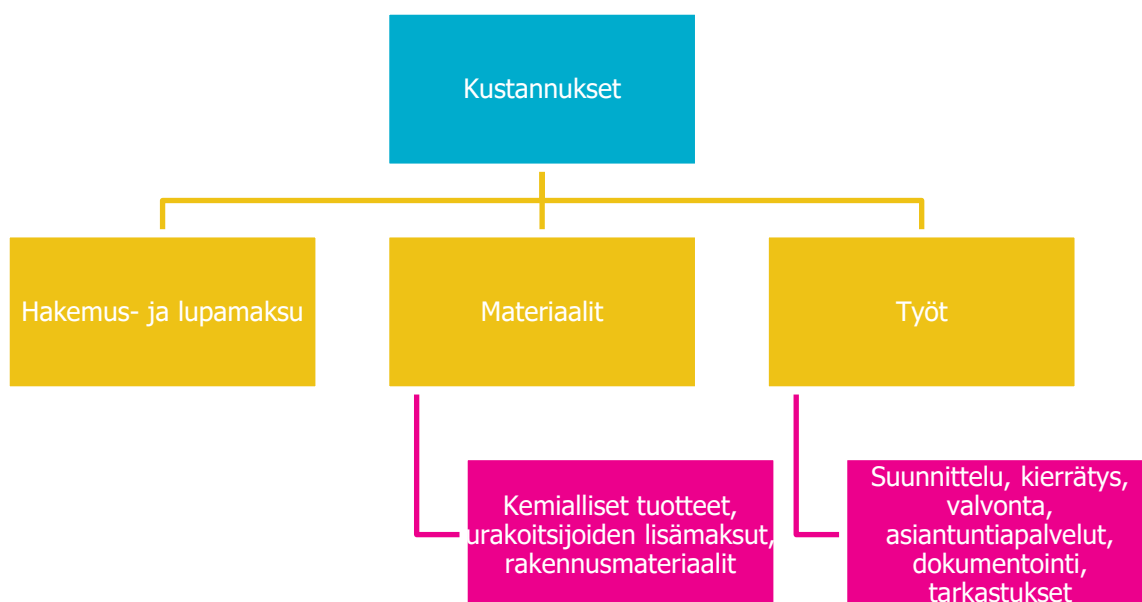 Kustannukset
Hakemus- ja lupamaksu
Materiaalit
Työt
Kemialliset tuotteet,
urakoitsijoiden lisämaksut,
rakennusmateriaalit
Suunnittelu, kierrätys,
valvonta,
asiantuntiapalvelut,
dokumentointi,
tarkastukset